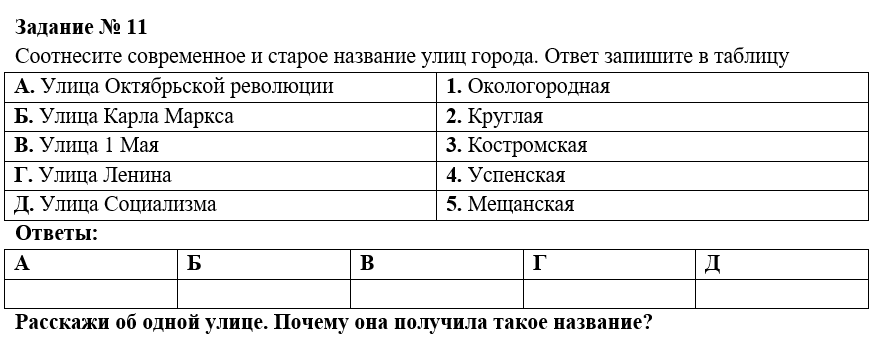 Задание № 11
Соотнесите современное и старое название улиц города. Ответ запишите в таблицу
А. Улица Октябрьской революции
1. Окологородная
Б. Улица Карла Маркса
2. Круглая
В. Улица 1 Мая
3. Костромская
Г. Улица Ленина
4. Успенская
Д. Улица Социализма
5. Мещанская
Ответы:
А Б В Г Д
Расскажи об одной улице. Почему она получила такое название?